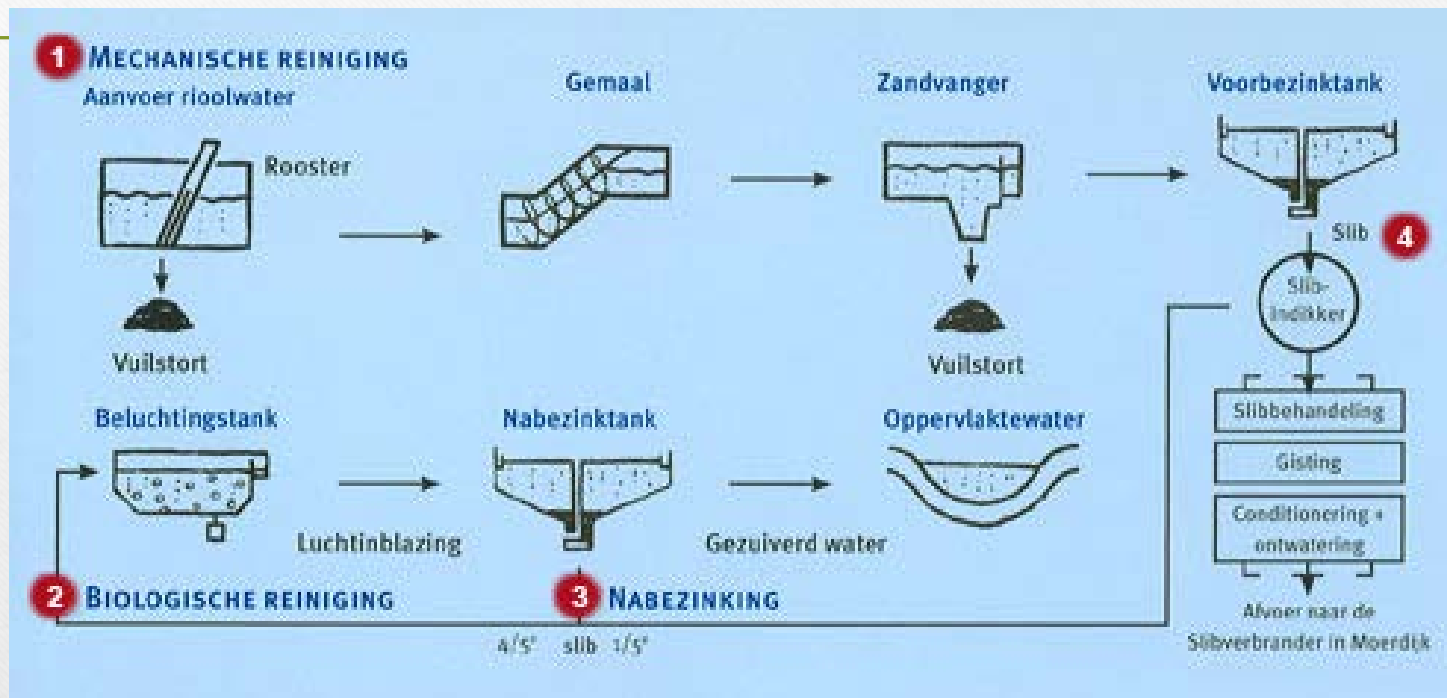 1 MECHANISCHE REINIGING
Aanvoer rioolwater
Rooster
Vuilstort
Gemaal
Zandvanger
Vuilstort
Voorbezinktank
Slib 4
Slib-
indikker
Slibbehandeling
Gisting
Conditionering +
ontwatering
Afvoer naar de
Slibverbrander in Moerdijk
Beluchtingstank
Luchtinblazing
Nabezinktank
Gezuiverd water
Oppervlaktewater
2 BIOLOGISCHE REINIGING
3 NABEZINKING
4/5e slib 1/5e